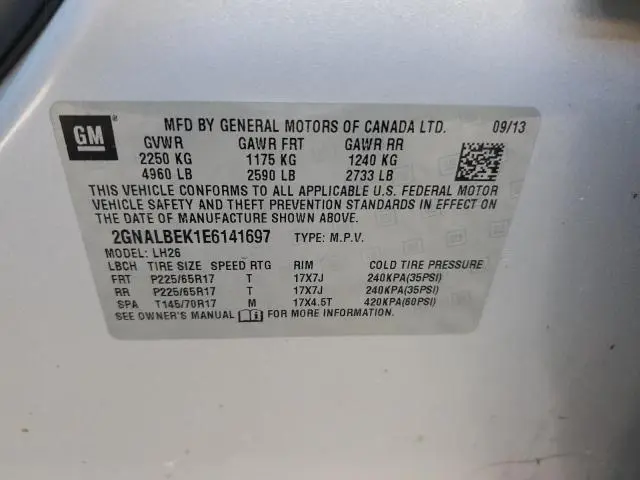 GM® MFD BY GENERAL MOTORS OF CANADA LTD. 09/13
GVWR GAWR FRT GAWR RR
2250 KG 1175 KG 1240 KG
4960 LB 2590 LB 2733 LB
THIS VEHICLE CONFORMS TO ALL APPLICABLE U.S. FEDERAL MOTOR
VEHICLE SAFETY AND THEFT PREVENTION STANDARDS IN EFFECT ON
THE DATE OF MANUFACTURE SHOWN ABOVE.
2GNALBEK1E6141697 TYPE: M.P.V.
MODEL: LH26
LBCH TIRE SIZE SPEED RTG RIM COLD TIRE PRESSURE
FRT P225/65R17 T 17X7J 240KPA(35PSI)
RR P225/65R17 T 17X7J 240KPA(35PSI)
SPA T145/70R17 M 17X4.5T 420KPA(60PSI)
SEE OWNER'S MANUAL FOR MORE INFORMATION.